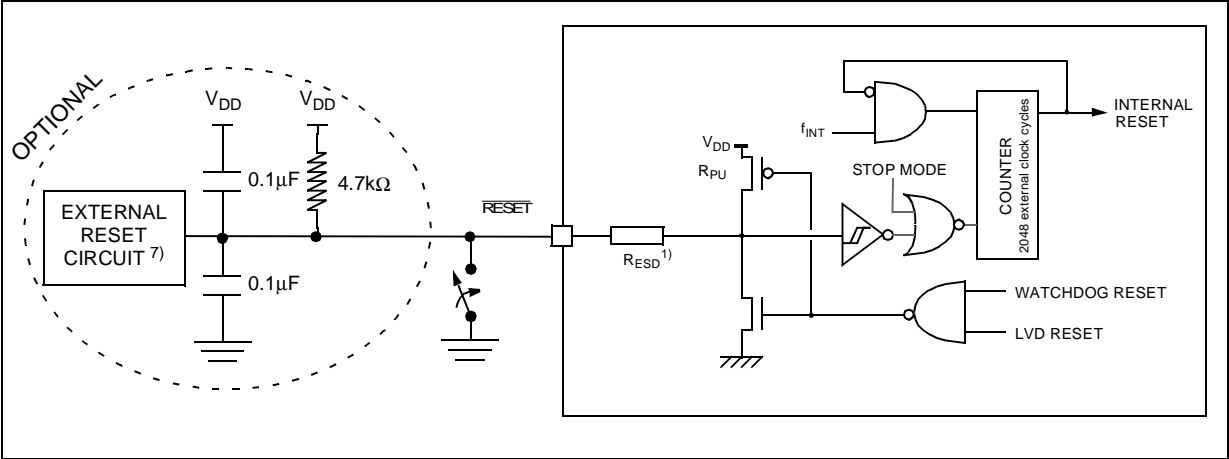 OPTIONAL
V_DD
V_DD
0.1μF
4.7kΩ
EXTERNAL
RESET
CIRCUIT 7)
0.1μF
RESET
R_ESD 1)
V_DD
R_PU
f_INT
STOP MODE
COUNTER
2048 external clock cycles
INTERNAL
RESET
WATCHDOG RESET
LVD RESET